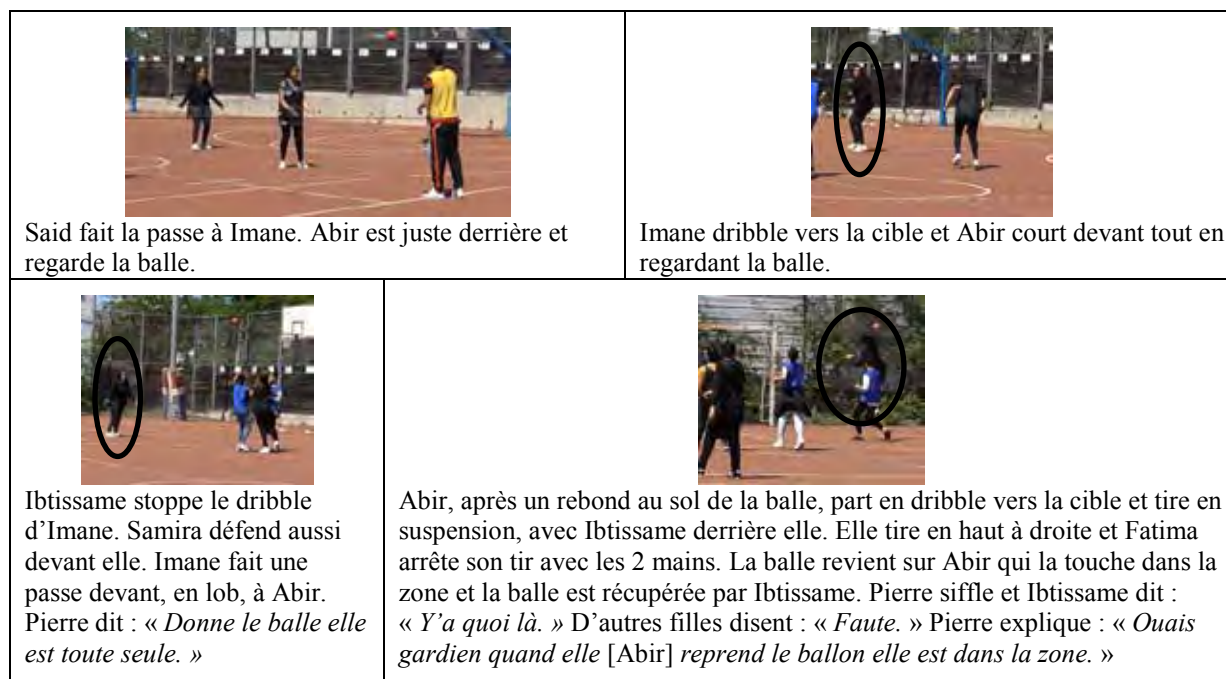 Said fait la passe à Imane. Abir est juste derrière et
regarde la balle.
Imane dribble vers la cible et Abir court devant tout en
regardant la balle.
Ibtissame stoppe le dribble
d’Imane. Samira défend aussi
devant elle. Imane fait une
passe devant, en lob, à Abir.
Pierre dit : « Donne le balle elle
est toute seule. »
Abir, après un rebond au sol de la balle, part en dribble vers la cible et tire en
suspension, avec Ibtissame derrière elle. Elle tire en haut à droite et Fatima
arrête son tir avec les 2 mains. La balle revient sur Abir qui la touche dans la
zone et la balle est récupérée par Ibtissame. Pierre siffle et Ibtissame dit :
« Y’a quoi là. » D’autres filles disent : « Faute. » Pierre explique : « Ouais
gardien quand elle [Abir] reprend le ballon elle est dans la zone. »